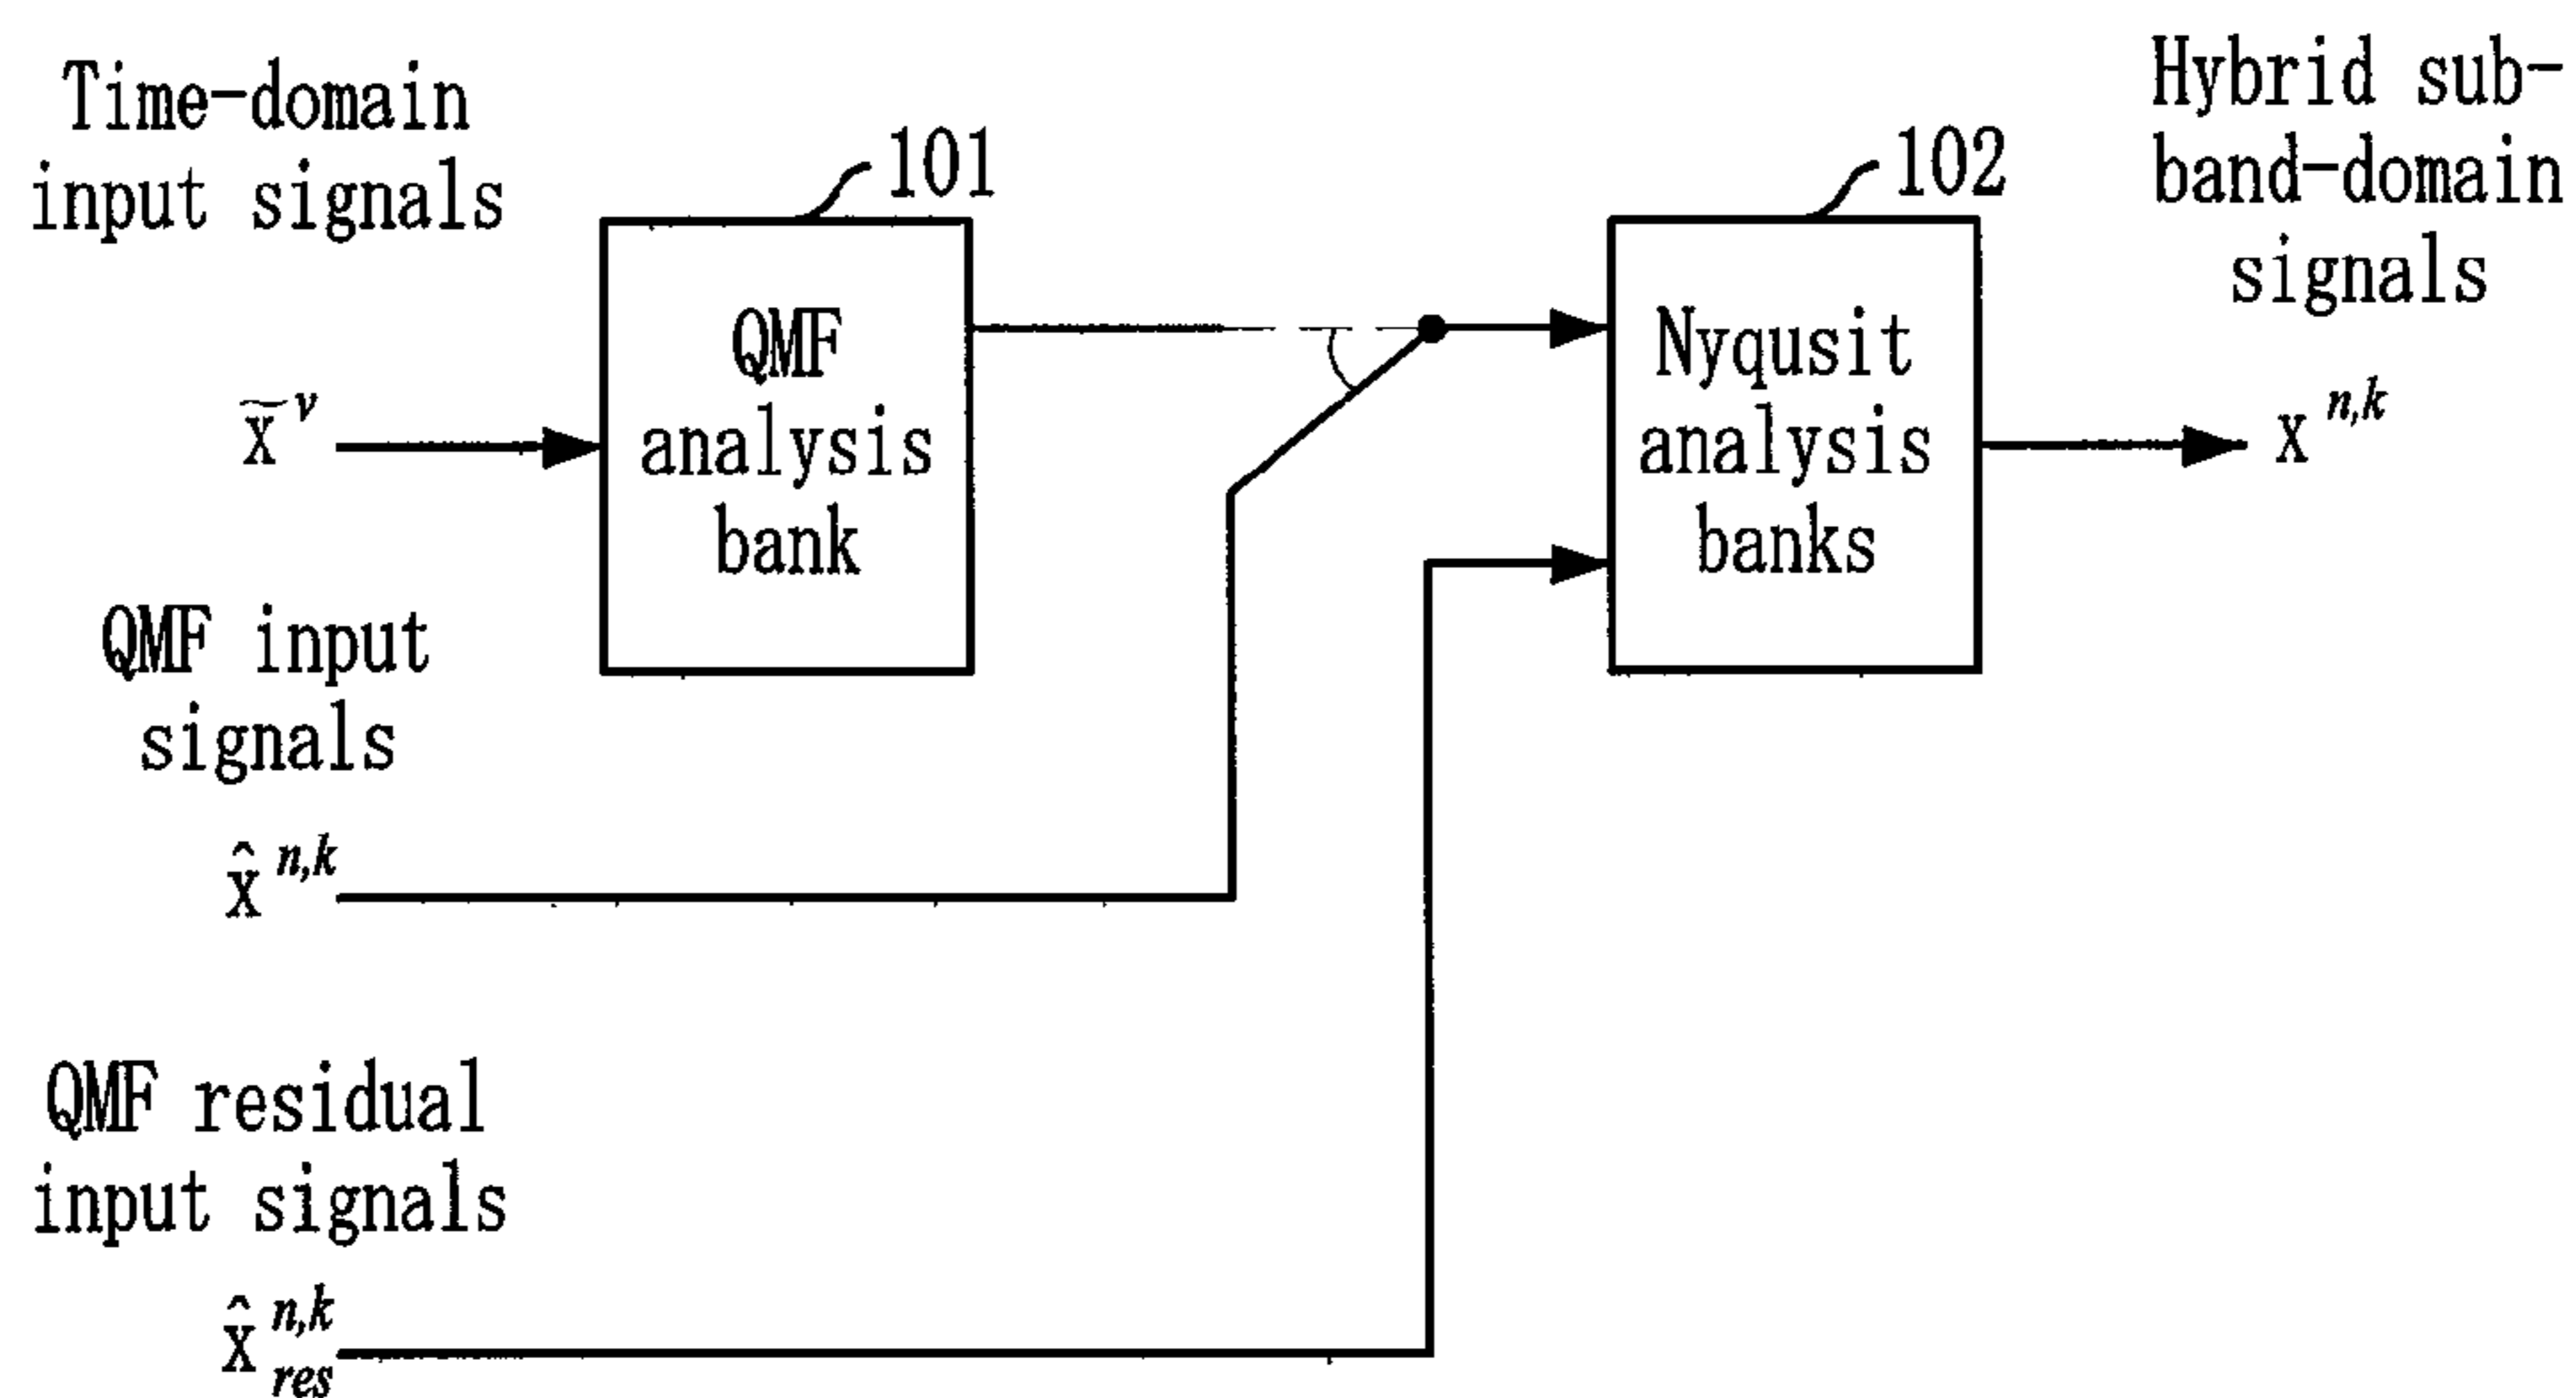 Time-domain
input signals
101
102
Hybrid sub-
band-domain
signals
QMF
analysis
bank
Nyqusit
analysis
banks
x̃ v
x n,k
QMF input
signals
x̂ n,k
QMF residual
input signals
x̂ n,k
res